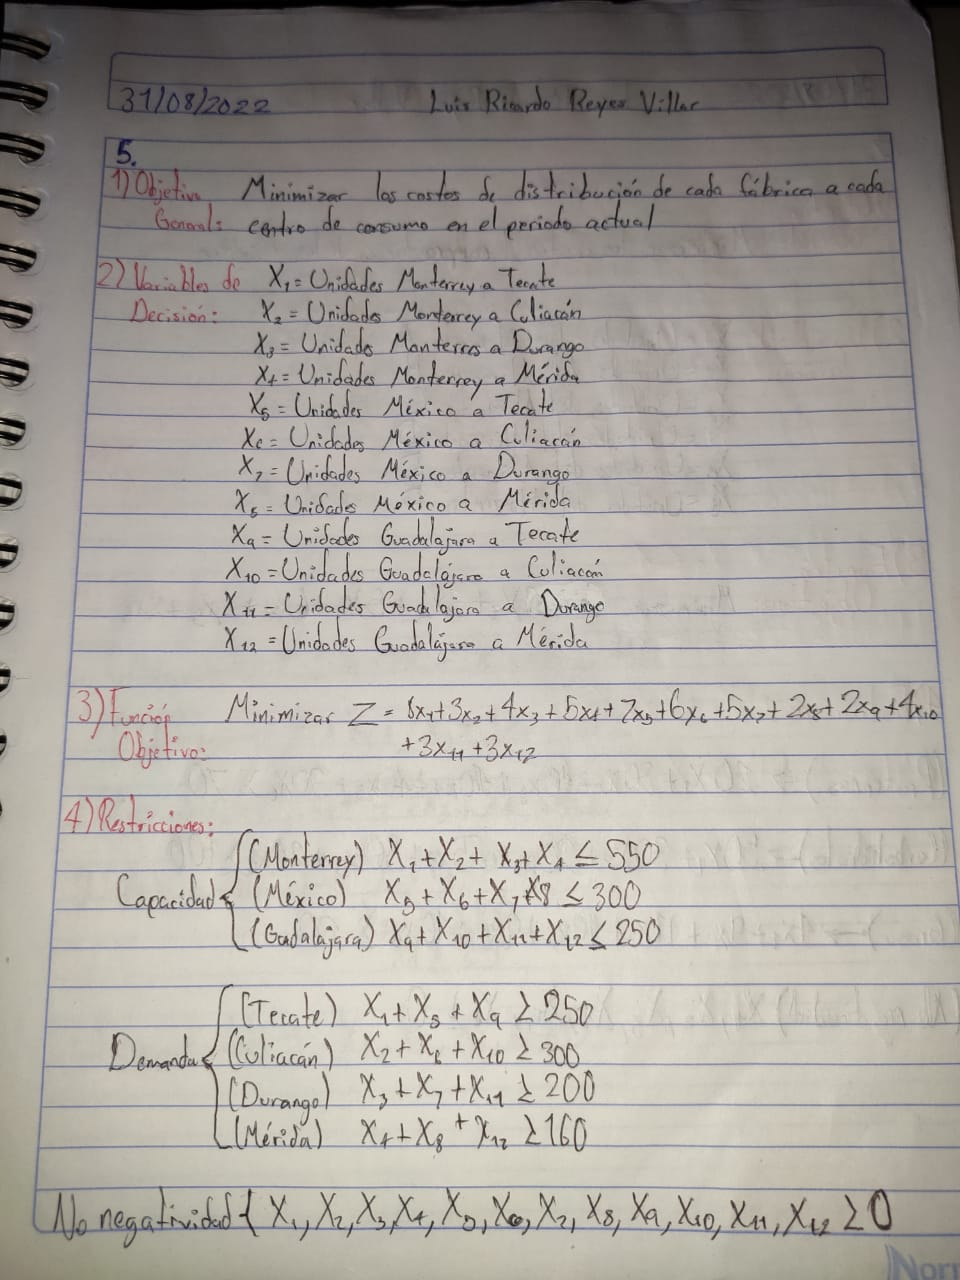 31/08/2022 Luis Ricardo Reyes Villar
5.
1) Objetivo Minimizar los costos de distribución de cada fábrica a cada
General: centro de consumo en el periodo actual
2) Variables de X₁ = Unidades Monterrey a Tecate
Decisión: X₂ = Unidades Monterrey a Culiacán
X₃ = Unidades Monterros a Durango
X₄ = Unidades Monterrey a Mérida
X₅ = Unidades México a Tecate
X₆ = Unidades México a Culiacán
X₇ = Unidades México a Durango
X₈ = Unidades México a Mérida
X₉ = Unidades Guadalajara a Tecate
X₁₀ = Unidades Guadalájara a Culiacán
X₁₁ = Unidades Guadalajara a Durango
X₁₂ = Unidades Guadalájara a Mérida
3) Función Minimizar Z = 8x₁+3x₂+4x₃+5x₄+7x₅+6x₆+5x₇+2x₈+2x₉+4x₁₀
Objetivo: +3x₁₁+3x₁₂
4) Restricciones:
(Monterrey) X₁+X₂+X₃+X₄ ≤ 550
Capacidad { (México) X₅+X₆+X₇+X8 ≤ 300
(Gadalajara) X₉+X₁₀+X₁₁+X₁₂ ≤ 250
(Tecate) X₁+X₅+X₉ ≥ 250
Demanda { (Culiacán) X₂+X₆+X₁₀ ≥ 300
(Durango) X₃+X₇+X₁₁ ≥ 200
(Mérida) X₄+X₈+X₁₂ ≥ 160
No negatividad { X₁, X₂, X₃, X₄, X₅, X₆, X₇, X₈, X₉, X₁₀, X₁₁, X₁₂ ≥ 0
Nor